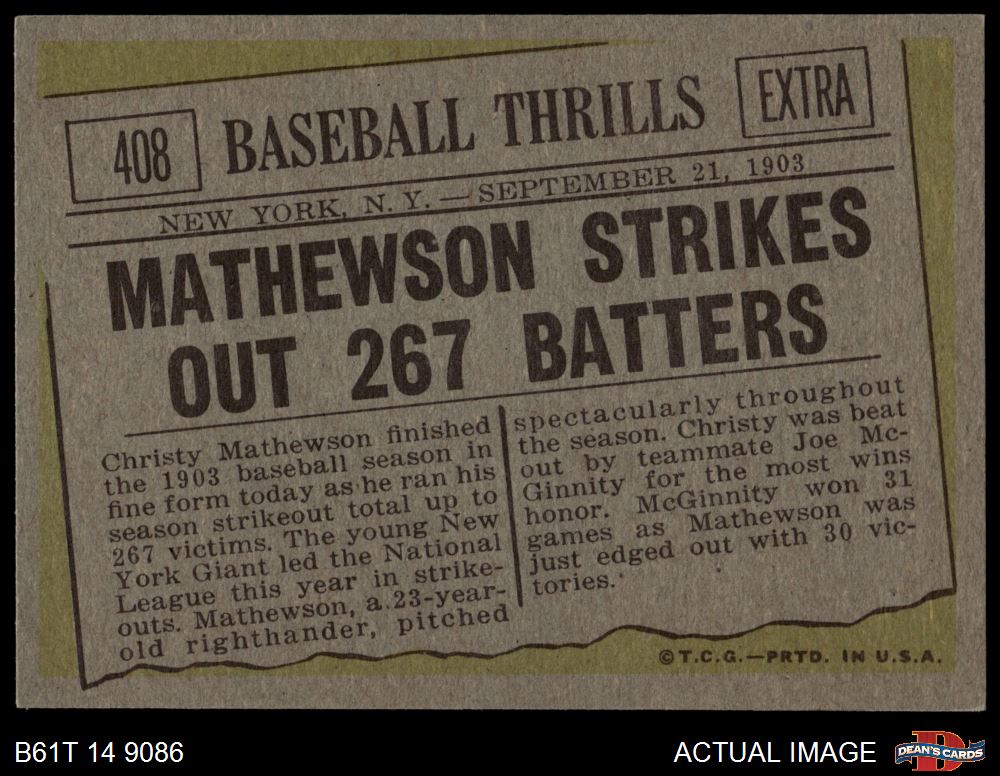 408 BASEBALL THRILLS EXTRA
NEW YORK, N. Y. — SEPTEMBER 21, 1903
MATHEWSON STRIKES
OUT 267 BATTERS
Christy Mathewson finished
the 1903 baseball season in
fine form today as he ran his
season strikeout total up to
267 victims. The young New
York Giant led the National
League this year in strike-
outs. Mathewson, a 23-year-
old righthander, pitched
spectacularly throughout
the season. Christy was beat
out by teammate Joe Mc-
Ginnity for the most wins
honor. McGinnity won 31
games as Mathewson was
just edged out with 30 vic-
tories.
© T.C.G.—PRTD. IN U.S.A.
B61T 14 9086
ACTUAL IMAGE
DEAN'S CARDS